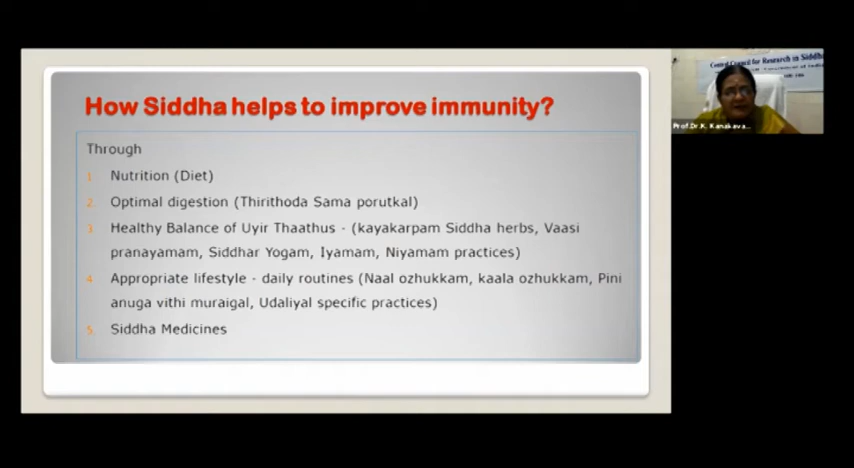 How Siddha helps to improve immunity?
Through
1. Nutrition (Diet)
2. Optimal digestion (Thirithoda Sama porutkal)
3. Healthy Balance of Uyir Thaathus - (kayakarpam Siddha herbs, Vaasi
pranayamam, Siddhar Yogam, Iyamam, Niyamam practices)
4. Appropriate lifestyle - daily routines (Naal ozhukkam, kaala ozhukkam, Pini
anuga vithi muraigal, Udaliyal specific practices)
5. Siddha Medicines
Central Council for Research in Siddha
Prof.Dr.K. Kanakava...